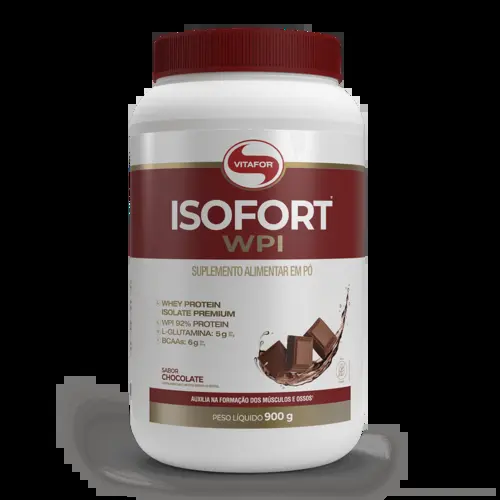 VITAFOR
ISOFORT
WPI
SUPLEMENTO ALIMENTAR EM PÓ
WHEY PROTEIN
ISOLATE PREMIUM
WPI 92% PROTEIN
L-GLUTAMINA: 5g
BCAAs: 6g
SABOR
CHOCOLATE
AUXILIA NA FORMAÇÃO DOS MÚSCULOS E OSSOS
PESO LÍQUIDO 900 g